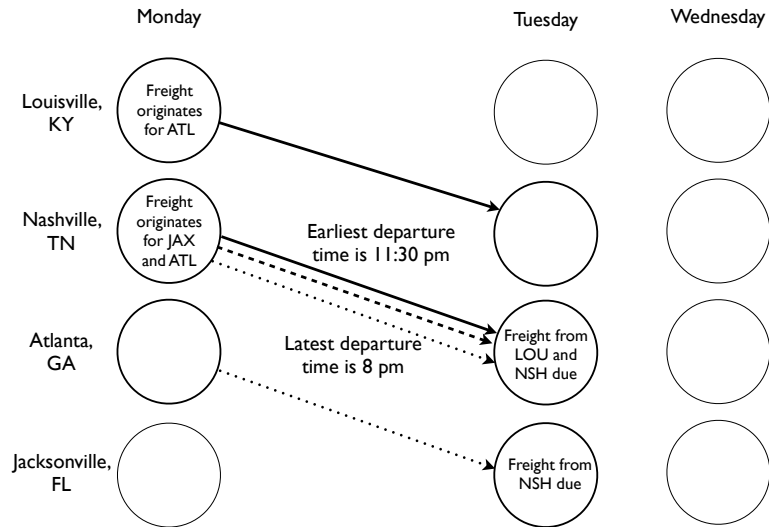 Monday
Tuesday
Wednesday
Louisville,
KY
Freight
originates
for ATL
Nashville,
TN
Freight
originates
for JAX
and ATL
Earliest departure
time is 11:30 pm
Atlanta,
GA
Latest departure
time is 8 pm
Freight from
LOU and
NSH due
Jacksonville,
FL
Freight from
NSH due